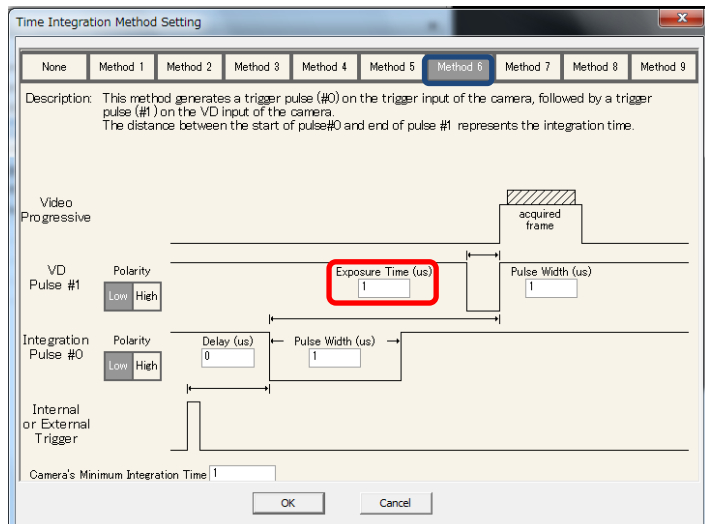 Time Integration Method Setting
x
None Method 1 Method 2 Method 3 Method 4 Method 5 Method 6 Method 7 Method 8 Method 9
Description: This method generates a trigger pulse (#0) on the trigger input of the camera, followed by a trigger
pulse (#1) on the VD input of the camera.
The distance between the start of pulse#0 and end of pulse #1 represents the integration time.
Video
Progressive
acquired
frame
VD
Pulse #1
Polarity
Low High
Exposure Time (us)
1
Pulse Width (us)
1
Integration
Pulse #0
Polarity
Low High
Delay (us)
0
Pulse Width (us)
1
Internal
or External
Trigger
Camera's Minimum Integration Time 1
OK Cancel